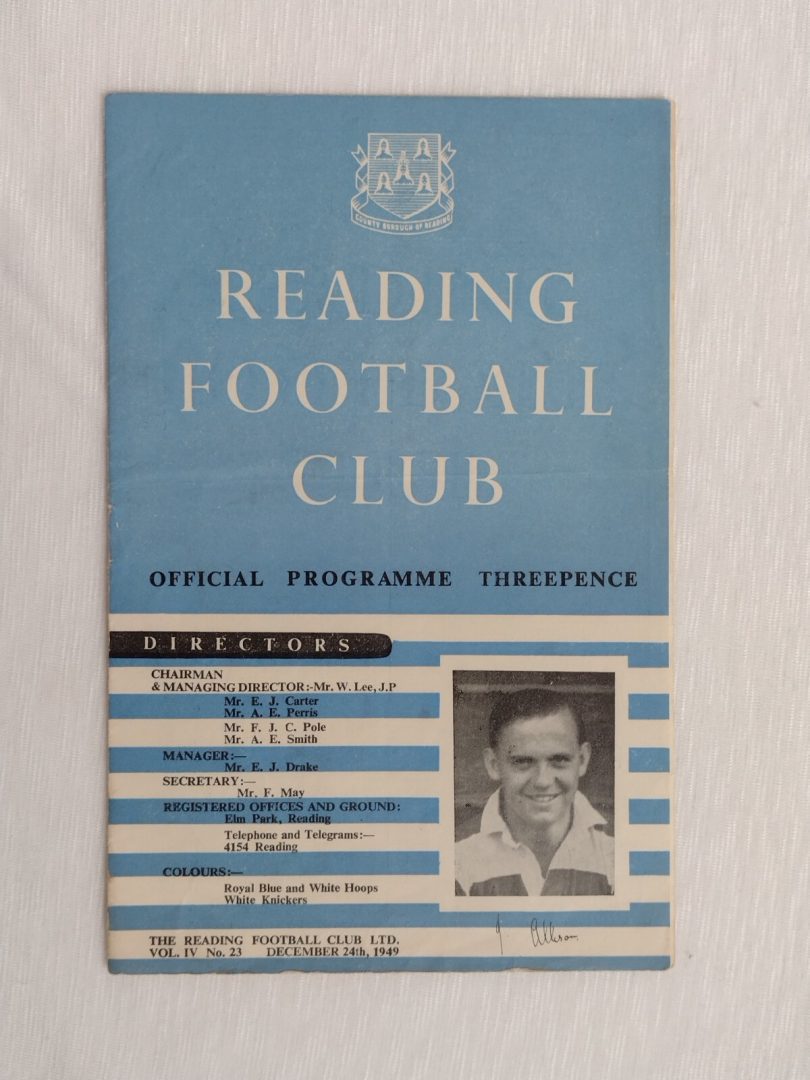 COUNTY BOROUGH OF READING
READING
FOOTBALL
CLUB
OFFICIAL PROGRAMME THREEPENCE
DIRECTORS
CHAIRMAN
& MANAGING DIRECTOR:-Mr. W. Lee, J.P
Mr. E. J. Carter
Mr. A. E. Perris
Mr. F. J. C. Pole
Mr. A. E. Smith
MANAGER:—
Mr. E. J. Drake
SECRETARY:—
Mr. F. May
REGISTERED OFFICES AND GROUND:
Elm Park, Reading
Telephone and Telegrams:—
4154 Reading
COLOURS:—
Royal Blue and White Hoops
White Knickers
THE READING FOOTBALL CLUB LTD.
VOL. IV No. 23 DECEMBER 24th, 1949